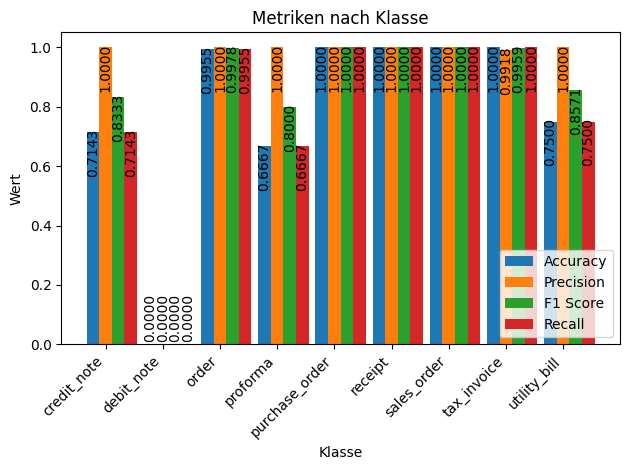 Metriken nach Klasse
Wert
1.0
0.8
0.6
0.4
0.2
0.0
0.7143
1.0000
0.8333
0.7143
0.0000
0.0000
0.0000
0.0000
0.9955
1.0000
0.9978
0.9955
0.6667
1.0000
0.8000
0.6667
1.0000
1.0000
1.0000
1.0000
1.0000
1.0000
1.0000
1.0000
1.0000
1.0000
1.0000
1.0000
1.0000
0.9918
0.9959
1.0000
0.7500
1.0000
0.8571
0.7500
Accuracy
Precision
F1 Score
Recall
credit_note
debit_note
order
proforma
purchase_order
receipt
sales_order
tax_invoice
utility_bill
Klasse